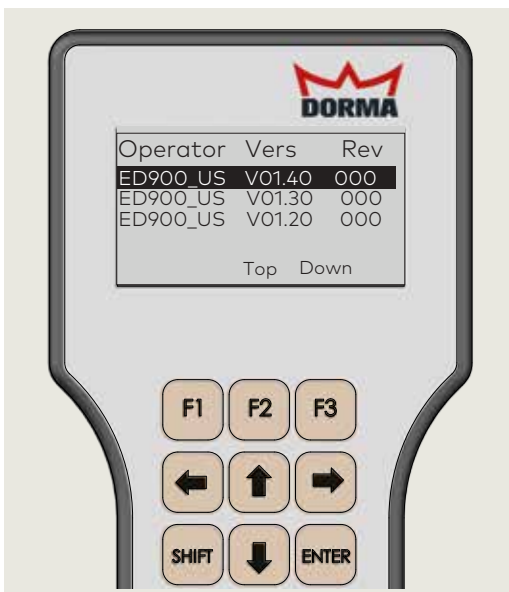 DORMA
Operator Vers Rev
ED900_US V01.40 000
ED900_US V01.30 000
ED900_US V01.20 000
Top Down
F1 F2 F3
SHIFT ENTER